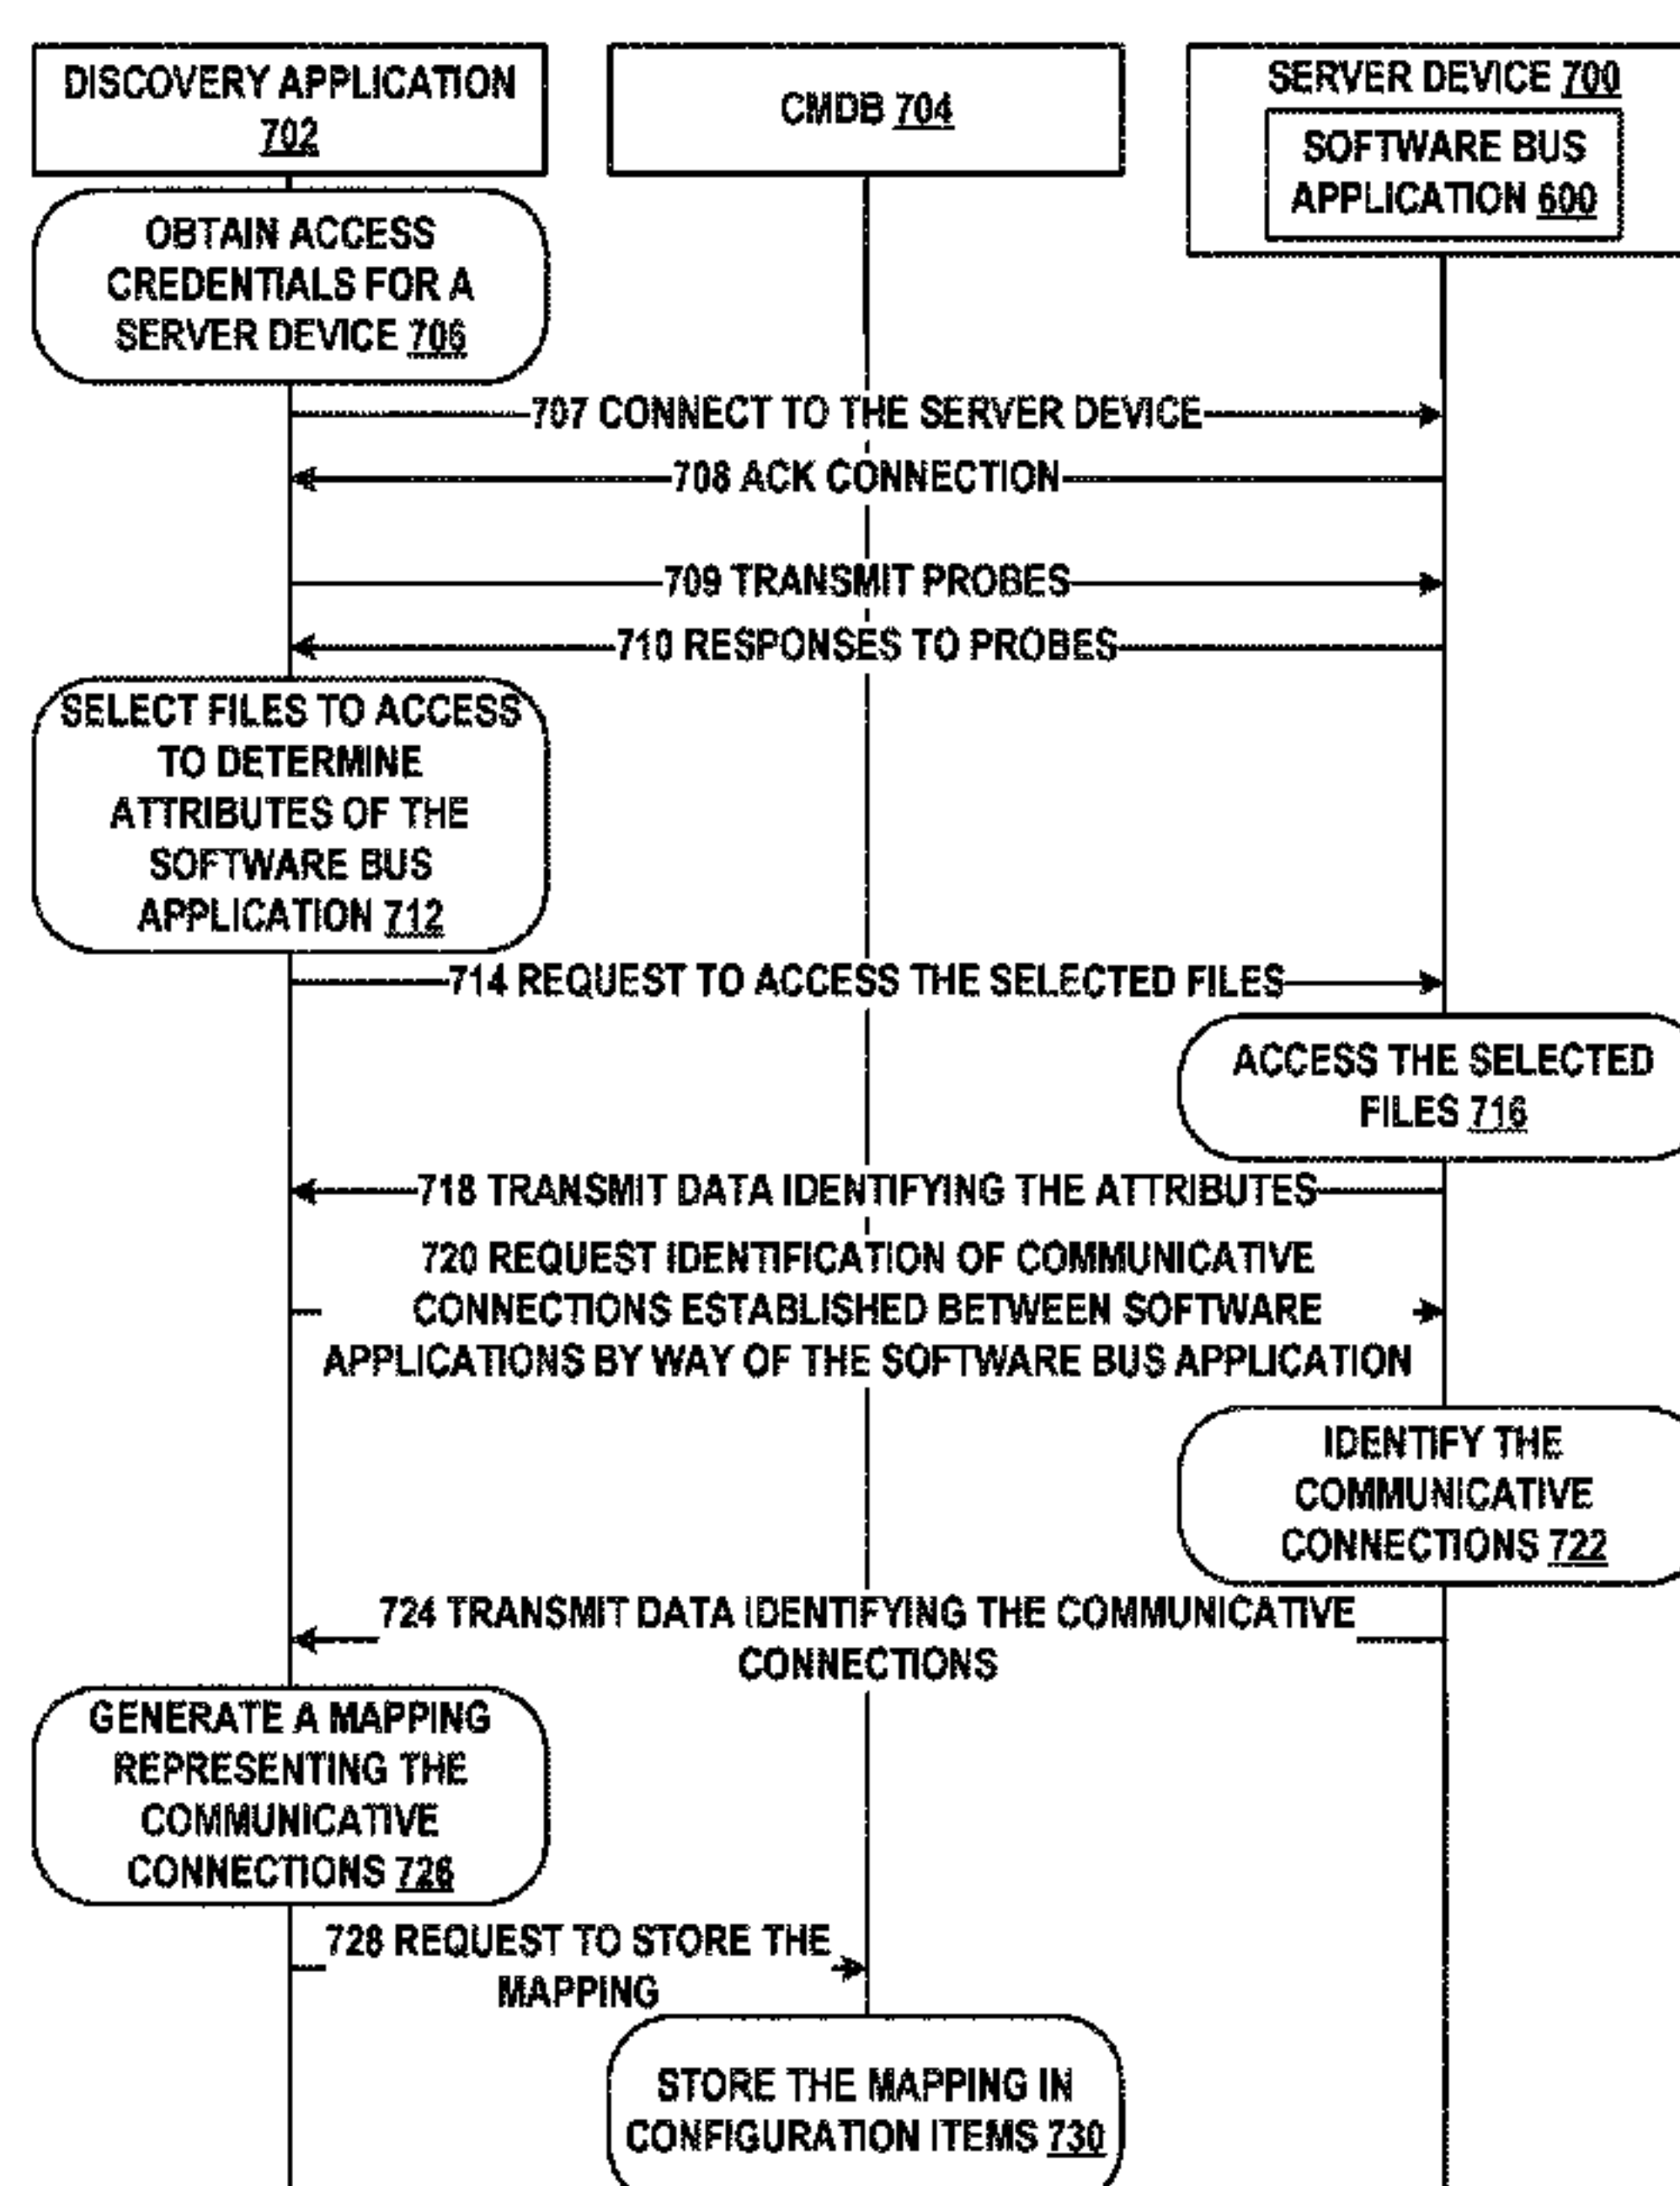 DISCOVERY APPLICATION
702
CMDB 704
SERVER DEVICE 700
SOFTWARE BUS
APPLICATION 600
OBTAIN ACCESS
CREDENTIALS FOR A
SERVER DEVICE 706
707 CONNECT TO THE SERVER DEVICE
708 ACK CONNECTION
709 TRANSMIT PROBES
710 RESPONSES TO PROBES
SELECT FILES TO ACCESS
TO DETERMINE
ATTRIBUTES OF THE
SOFTWARE BUS
APPLICATION 712
714 REQUEST TO ACCESS THE SELECTED FILES
ACCESS THE SELECTED
FILES 716
718 TRANSMIT DATA IDENTIFYING THE ATTRIBUTES
720 REQUEST IDENTIFICATION OF COMMUNICATIVE
CONNECTIONS ESTABLISHED BETWEEN SOFTWARE
APPLICATIONS BY WAY OF THE SOFTWARE BUS APPLICATION
IDENTIFY THE
COMMUNICATIVE
CONNECTIONS 722
724 TRANSMIT DATA IDENTIFYING THE COMMUNICATIVE
CONNECTIONS
GENERATE A MAPPING
REPRESENTING THE
COMMUNICATIVE
CONNECTIONS 726
728 REQUEST TO STORE THE
MAPPING
STORE THE MAPPING IN
CONFIGURATION ITEMS 730